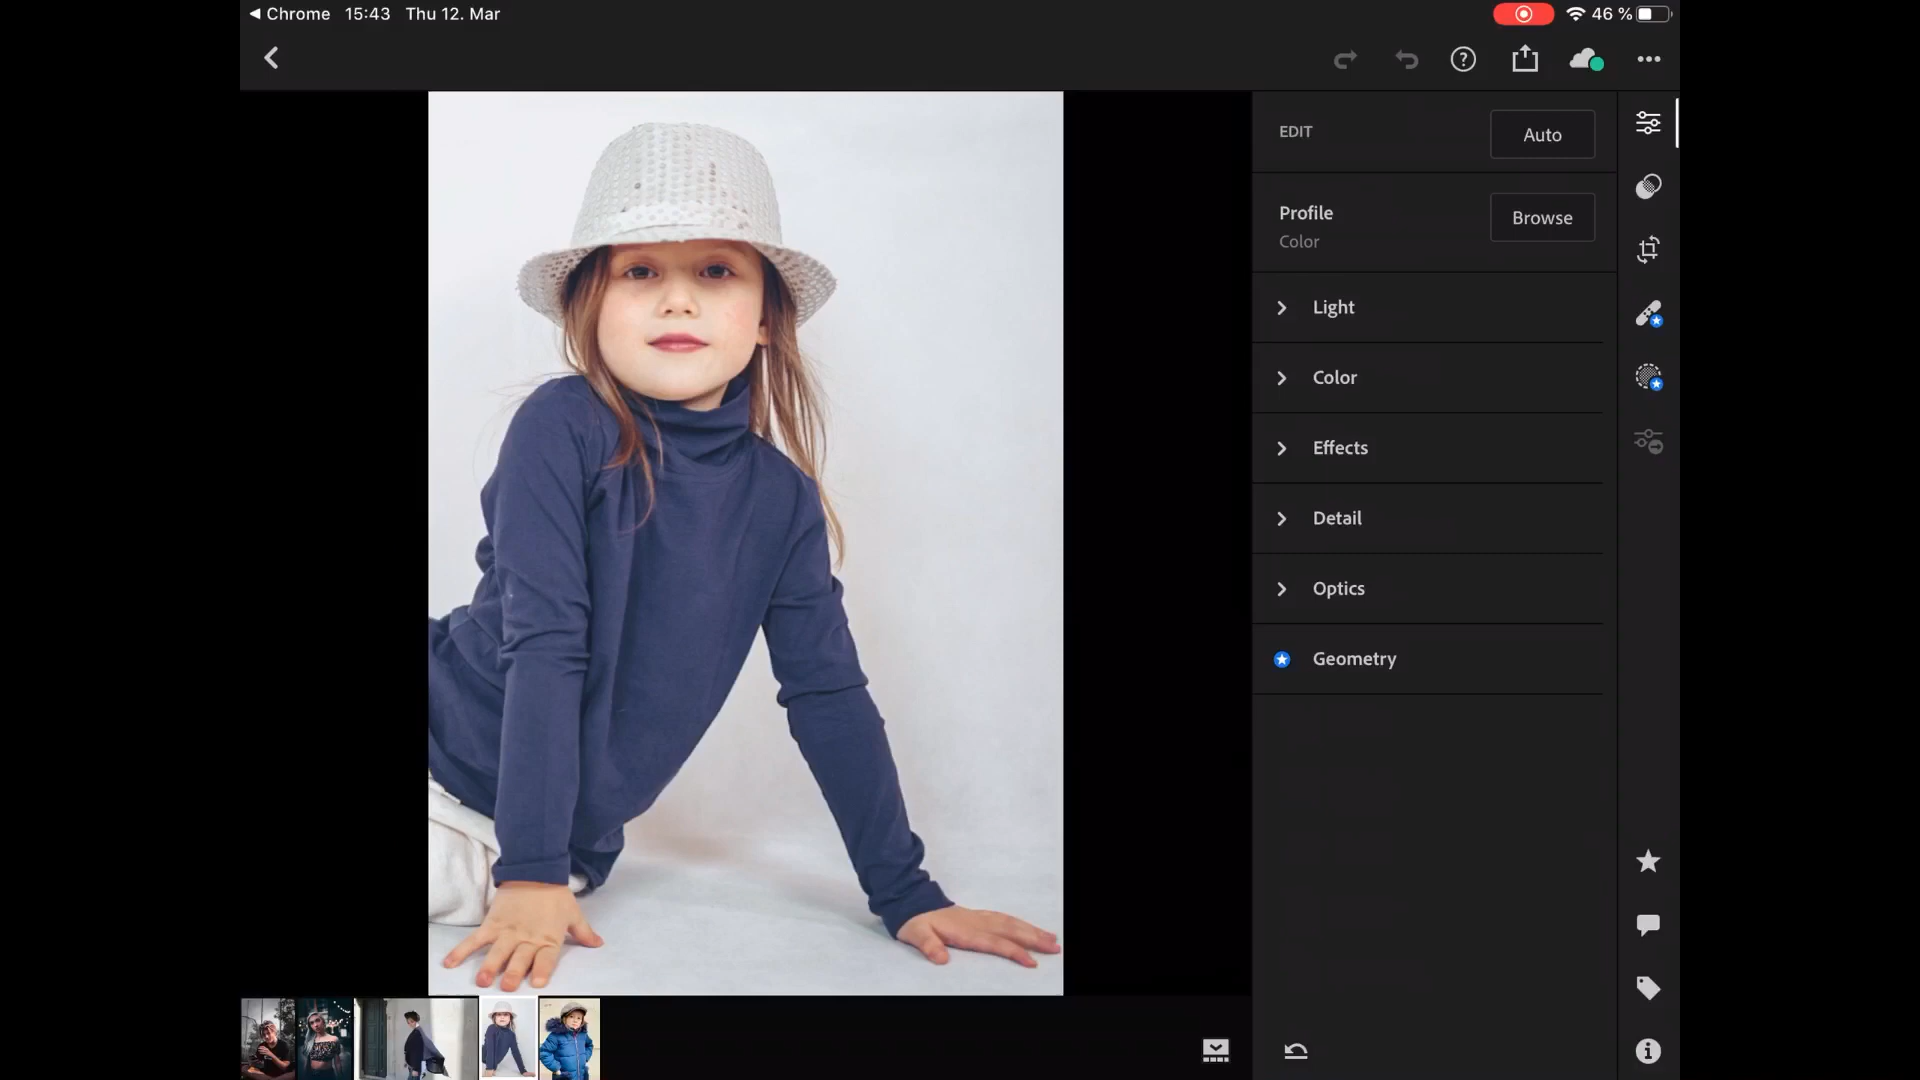 Chrome 15:43 Thu 12. Mar
46 %
EDIT
Auto
Profile
Browse
Color
Light
Color
Effects
Detail
Optics
Geometry